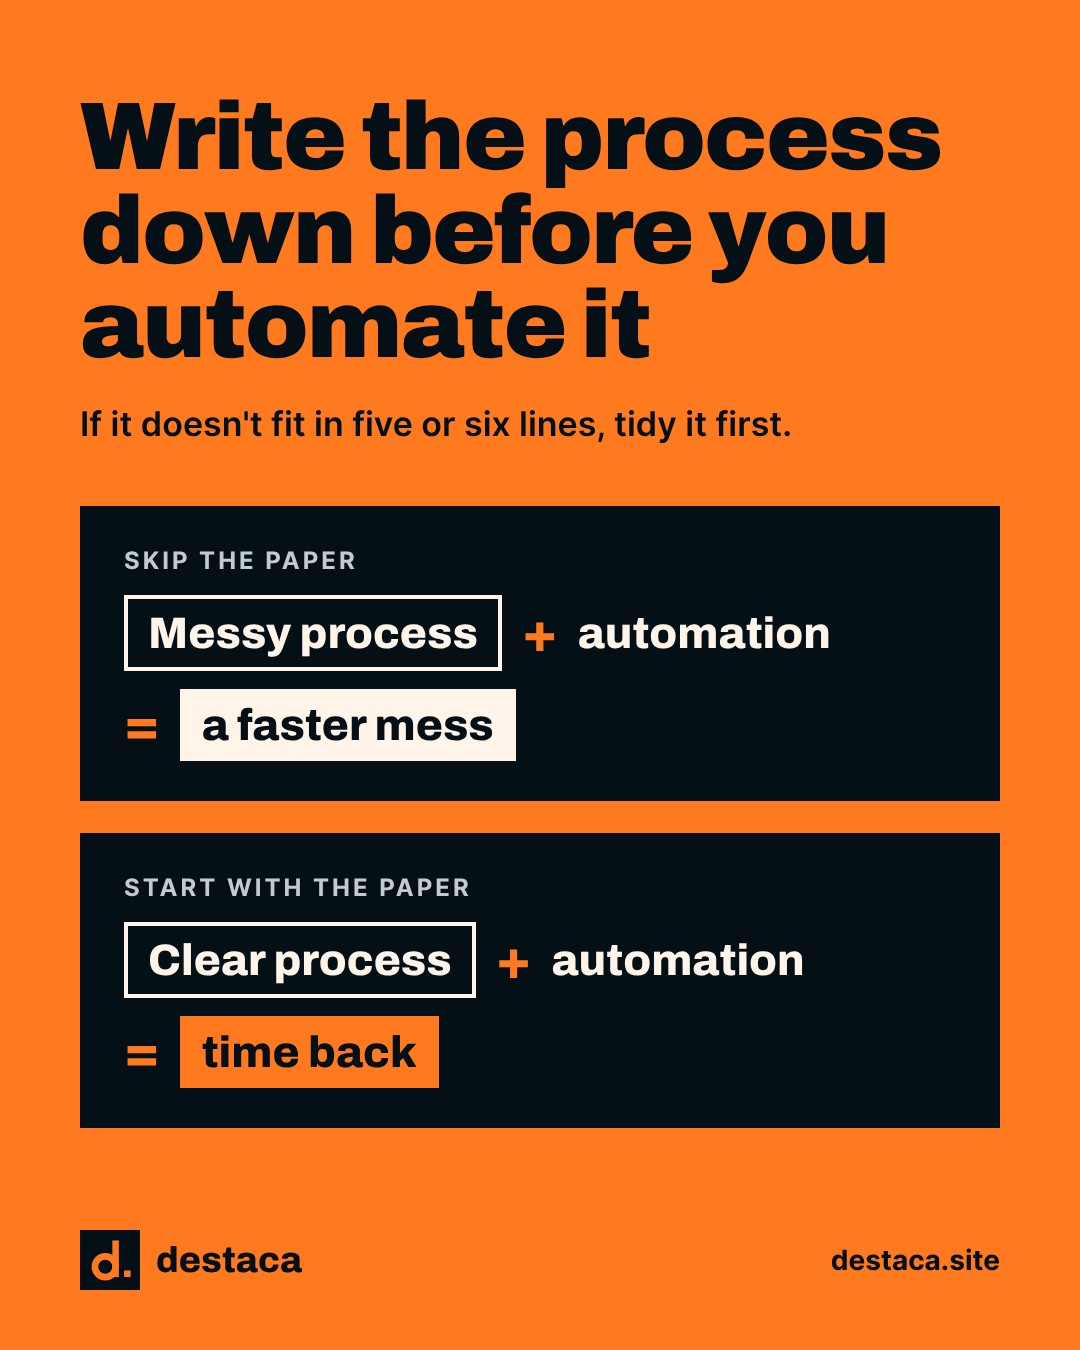 Write the process
down before you
automate it
If it doesn't fit in five or six lines, tidy it first.
SKIP THE PAPER
Messy process + automation
= a faster mess
START WITH THE PAPER
Clear process + automation
= time back
d. destaca
destaca.site